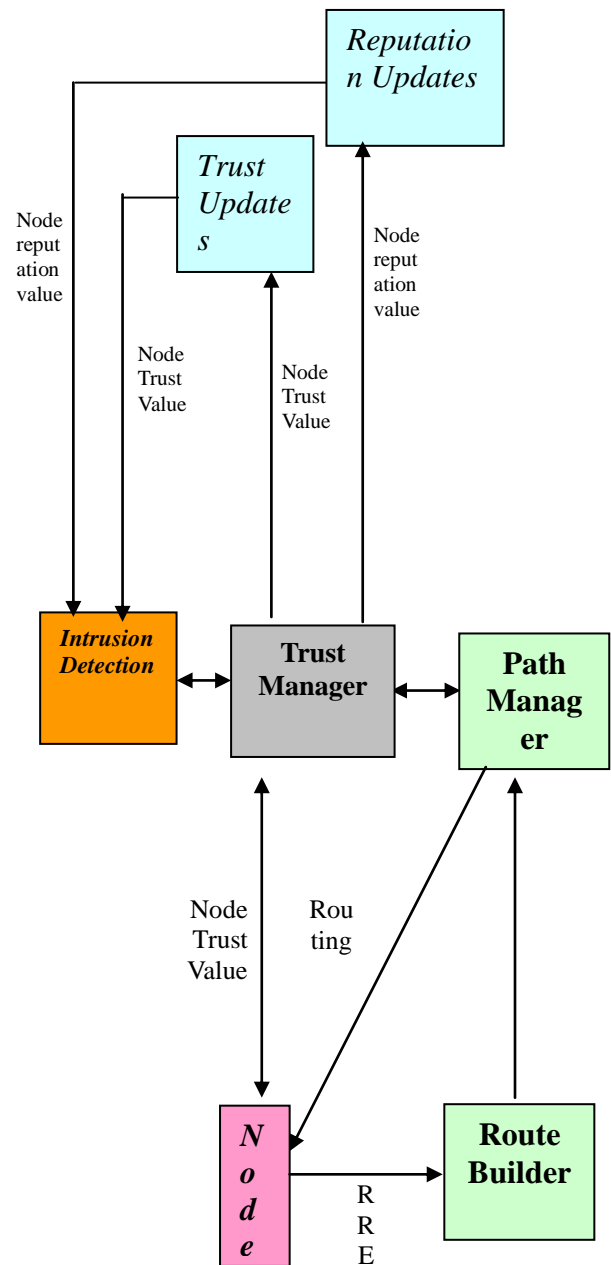 Reputatio
n Updates
Trust
Update
s
Node
reput
ation
value
Node
reput
ation
value
Node
Trust
Value
Node
Trust
Value
Intrusion
Detection
Trust
Manager
Path
Manag
er
Node
Trust
Value
Rou
ting
N
o
d
e
Route
Builder
R
R
E